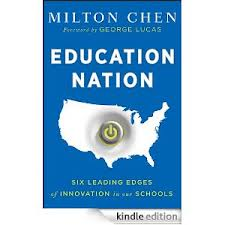 MILTON CHEN
Foreword by GEORGE LUCAS
EDUCATION
NATION
SIX LEADING EDGES
of INNOVATION in our SCHOOLS
kindle edition